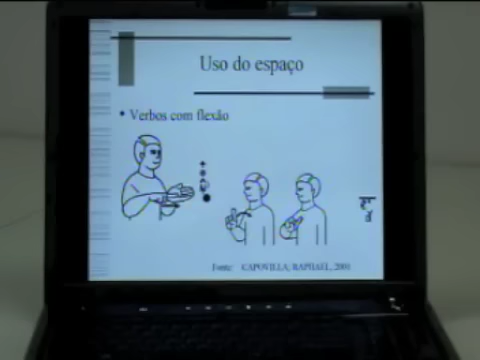 Uso do espaço
• Verbos com flexão
Fonte: CAPOVILLA; RAPHAEL, 2001